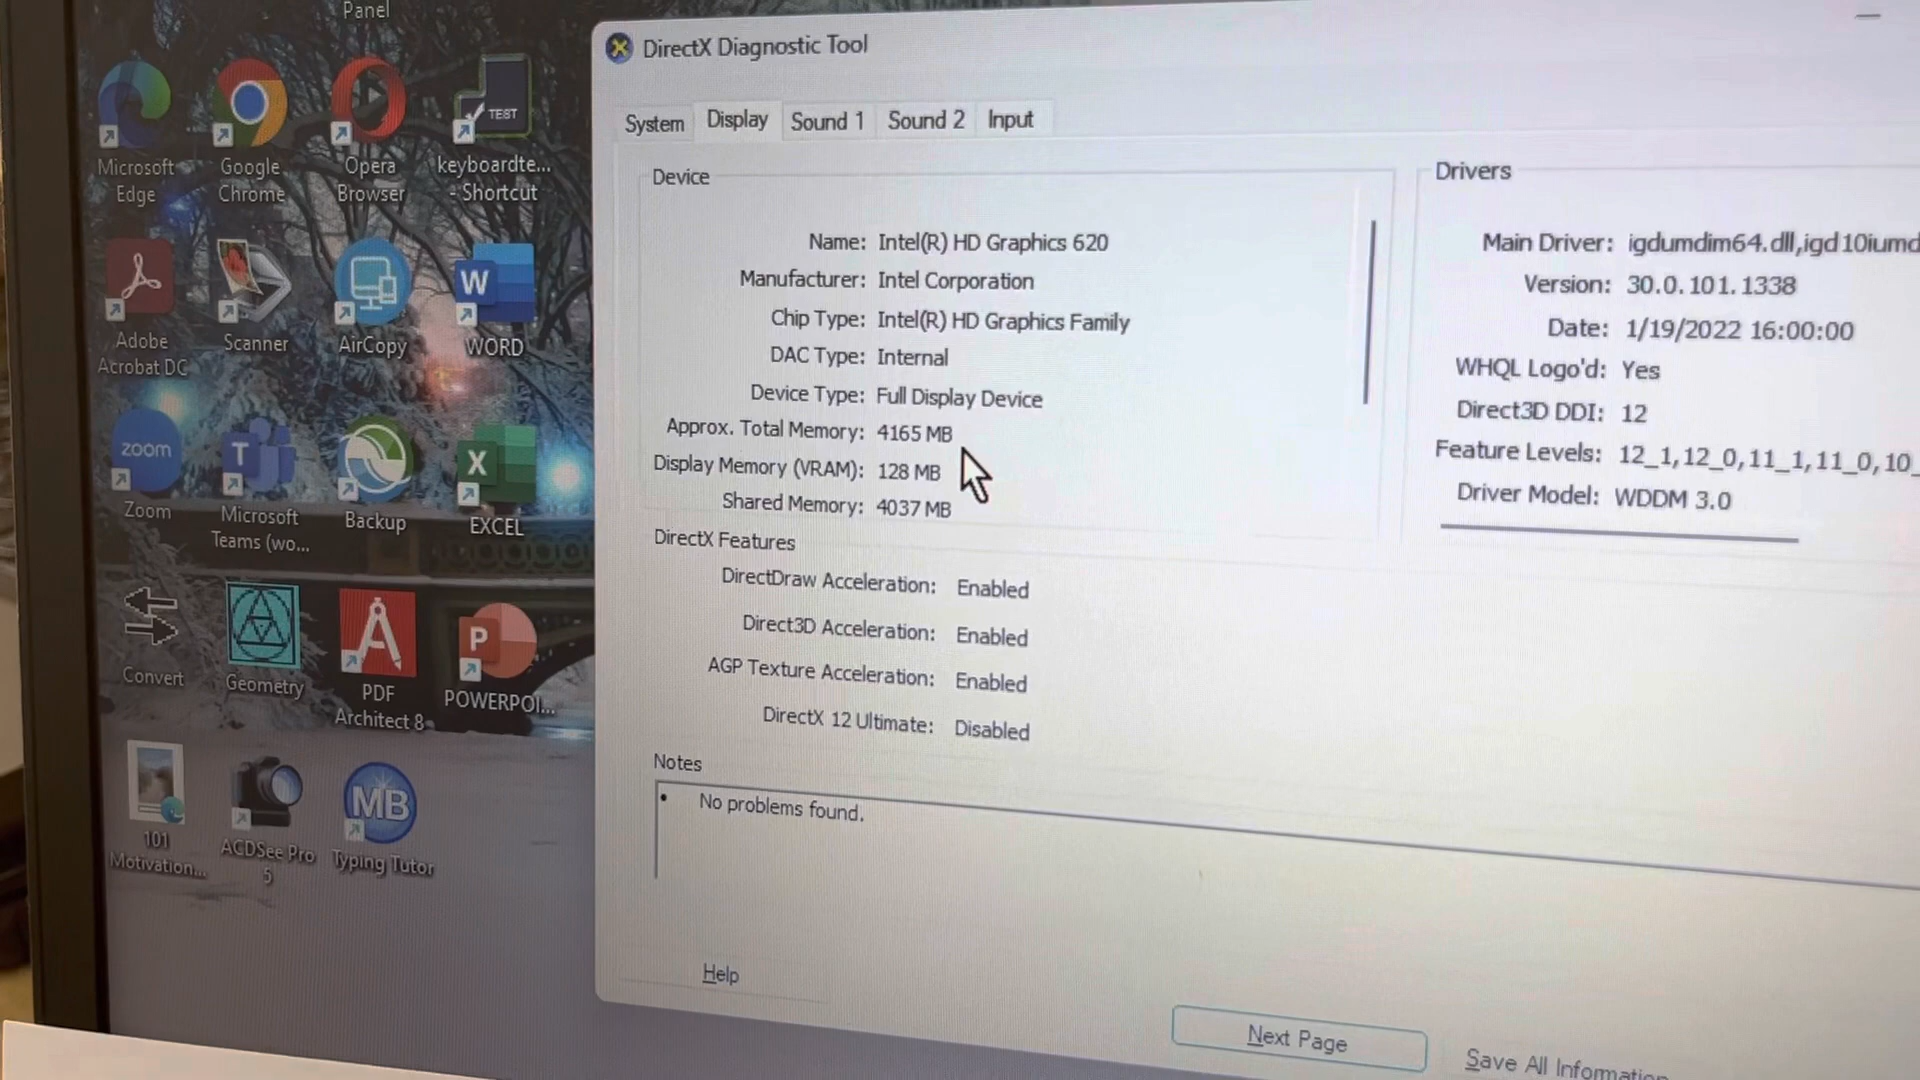 Panel
Microsoft
Edge
Google
Chrome
Opera
Browser
TEST
keyboardte...
- Shortcut
Adobe
Acrobat DC
Scanner
AirCopy
W
WORD
zoom
Zoom
T
Microsoft
Teams (wo...
Backup
X
EXCEL
Convert
Geometry
PDF
Architect 8
P
POWERPOI...
101
Motivation...
ACDSee Pro
5
MB
Typing Tutor
DirectX Diagnostic Tool
System Display Sound 1 Sound 2 Input
Device
Name: Intel(R) HD Graphics 620
Manufacturer: Intel Corporation
Chip Type: Intel(R) HD Graphics Family
DAC Type: Internal
Device Type: Full Display Device
Approx. Total Memory: 4165 MB
Display Memory (VRAM): 128 MB
Shared Memory: 4037 MB
Drivers
Main Driver: igdumdim64.dll,igd10iumd
Version: 30.0.101.1338
Date: 1/19/2022 16:00:00
WHQL Logo'd: Yes
Direct3D DDI: 12
Feature Levels: 12_1,12_0,11_1,11_0,10_
Driver Model: WDDM 3.0
DirectX Features
DirectDraw Acceleration: Enabled
Direct3D Acceleration: Enabled
AGP Texture Acceleration: Enabled
DirectX 12 Ultimate: Disabled
Notes
• No problems found.
Help
Next Page
Save All Information